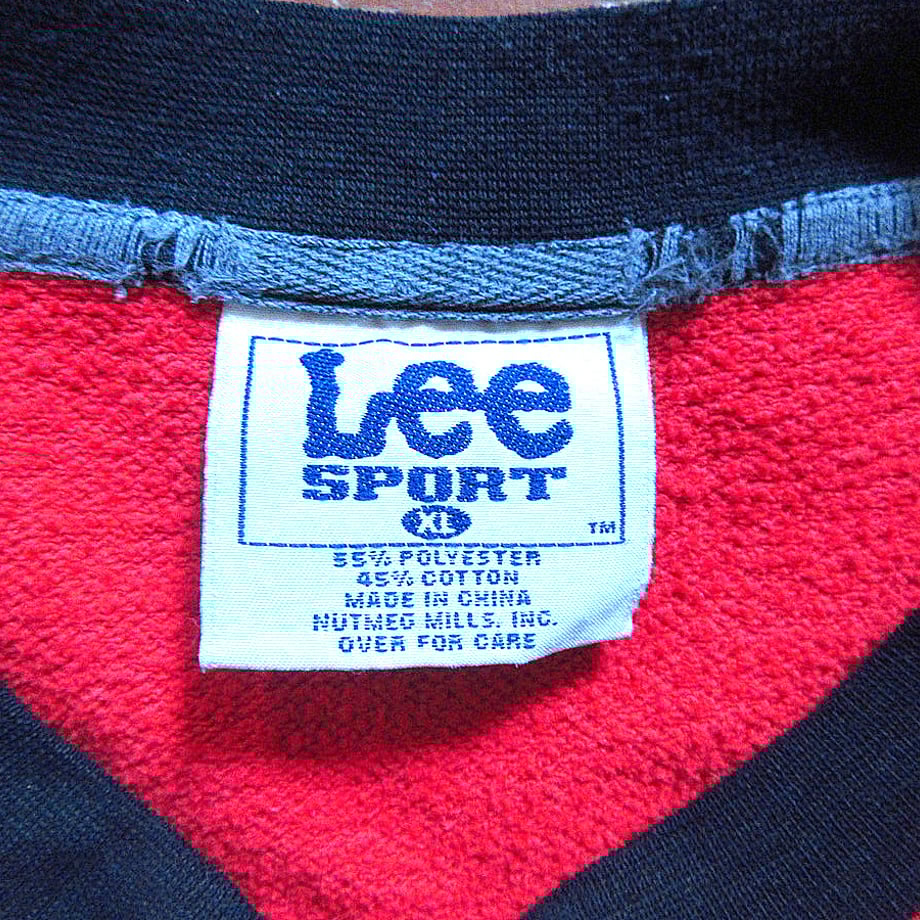 Lee
SPORT
XL
TM
55% POLYESTER
45% COTTON
MADE IN CHINA
NUTMEG MILLS. INC.
OVER FOR CARE